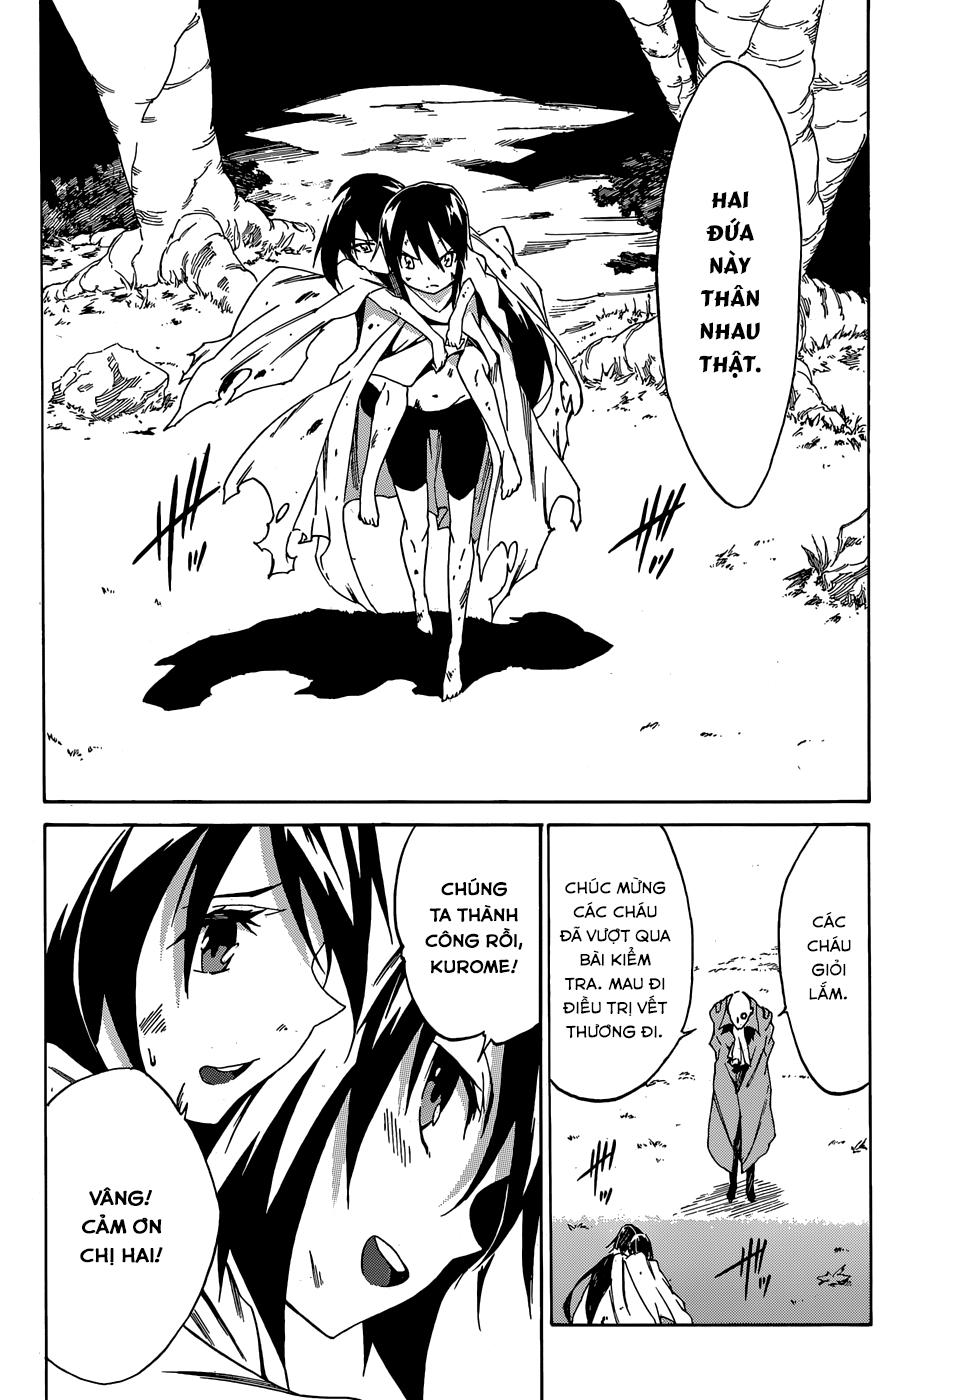 HAI
ĐỨA
NÀY
THÂN
NHAU
THẬT.
CÁC
CHÁU
GIỎI
LẮM.
CHÚC MỪNG
CÁC CHÁU
ĐÃ VƯỢT QUA
BÀI KIỂM
TRA. MAU ĐI
ĐIỀU TRỊ VẾT
THƯƠNG ĐI.
CHÚNG
TA THÀNH
CÔNG RỒI,
KUROME!
VÂNG!
CẢM ƠN
CHỊ HAI!